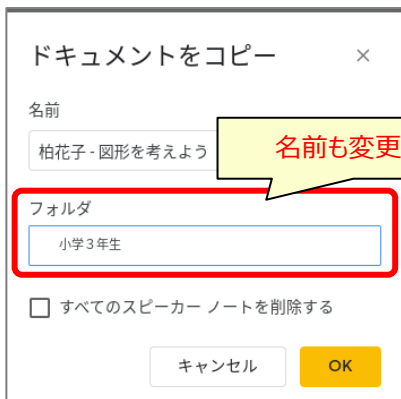 ドキュメントをコピー ×
名前
柏花子 - 図形を考えよう
名前も変更
フォルダ
小学３年生
すべてのスピーカー ノートを削除する
キャンセル OK